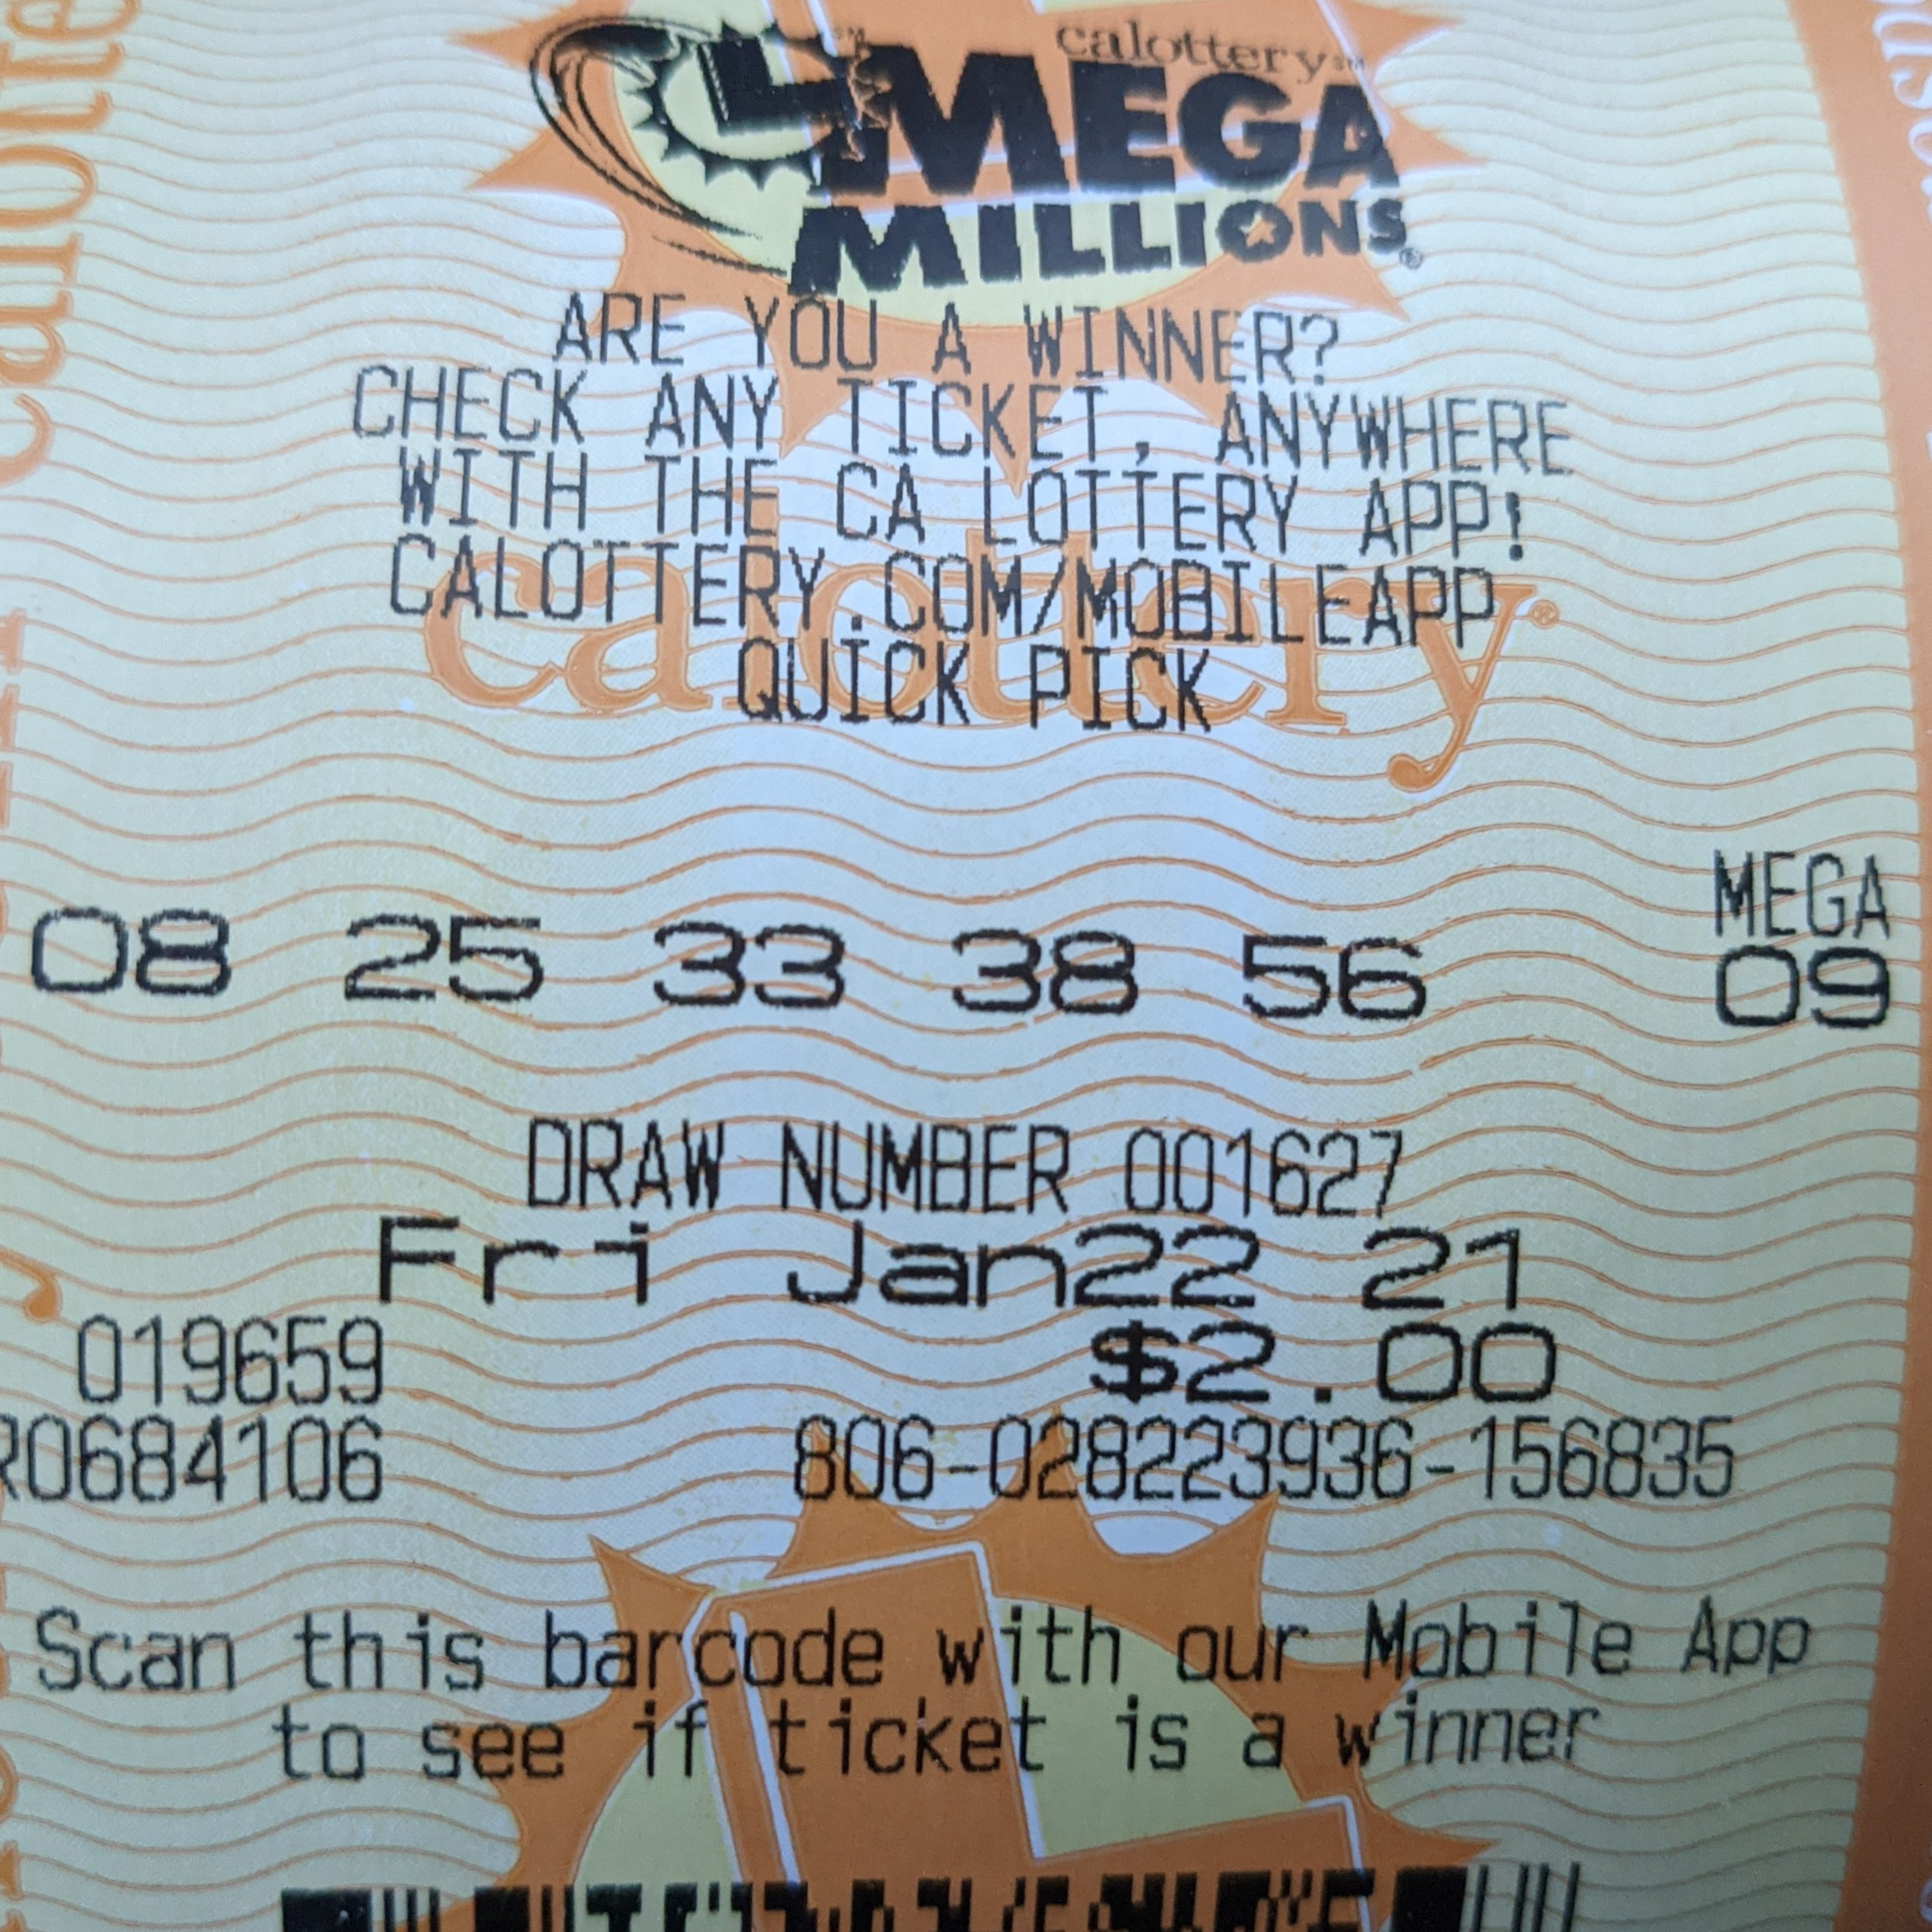 calottery℠
MEGA
MILLIONS®
ARE YOU A WINNER?
CHECK ANY TICKET, ANYWHERE
WITH THE CA LOTTERY APP!
CALOTTERY.COM/MOBILEAPP
calottery®
QUICK PICK
MEGA
08 25 33 38 56 09
DRAW NUMBER 001627
Fri Jan22 21
019659 $2.00
R0684106 806-028223936-156835
Scan this barcode with our Mobile App
to see if ticket is a winner